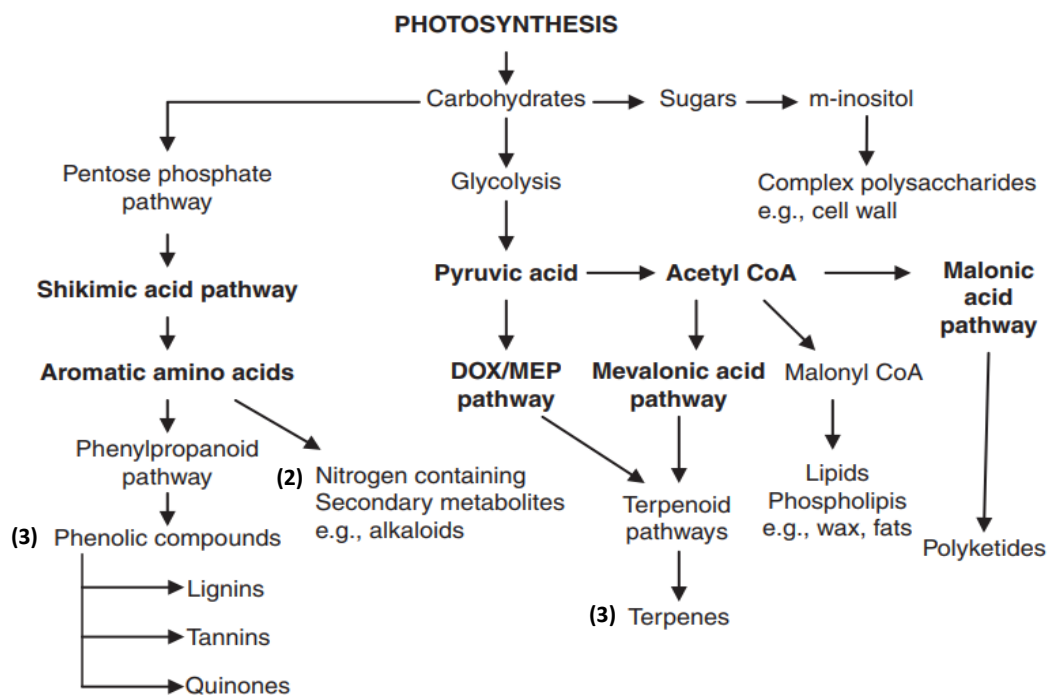 PHOTOSYNTHESIS
Carbohydrates
Sugars
m-inositol
Pentose phosphate
pathway
Glycolysis
Complex polysaccharides
e.g., cell wall
Shikimic acid pathway
Pyruvic acid
Acetyl CoA
Malonic
acid
pathway
Aromatic amino acids
DOX/MEP
pathway
Mevalonic acid
pathway
Malonyl CoA
Phenylpropanoid
pathway
(2) Nitrogen containing
Secondary metabolites
e.g., alkaloids
Terpenoid
pathways
Lipids
Phospholipis
e.g., wax, fats
Polyketides
(3) Phenolic compounds
Lignins
Tannins
Quinones
(3) Terpenes